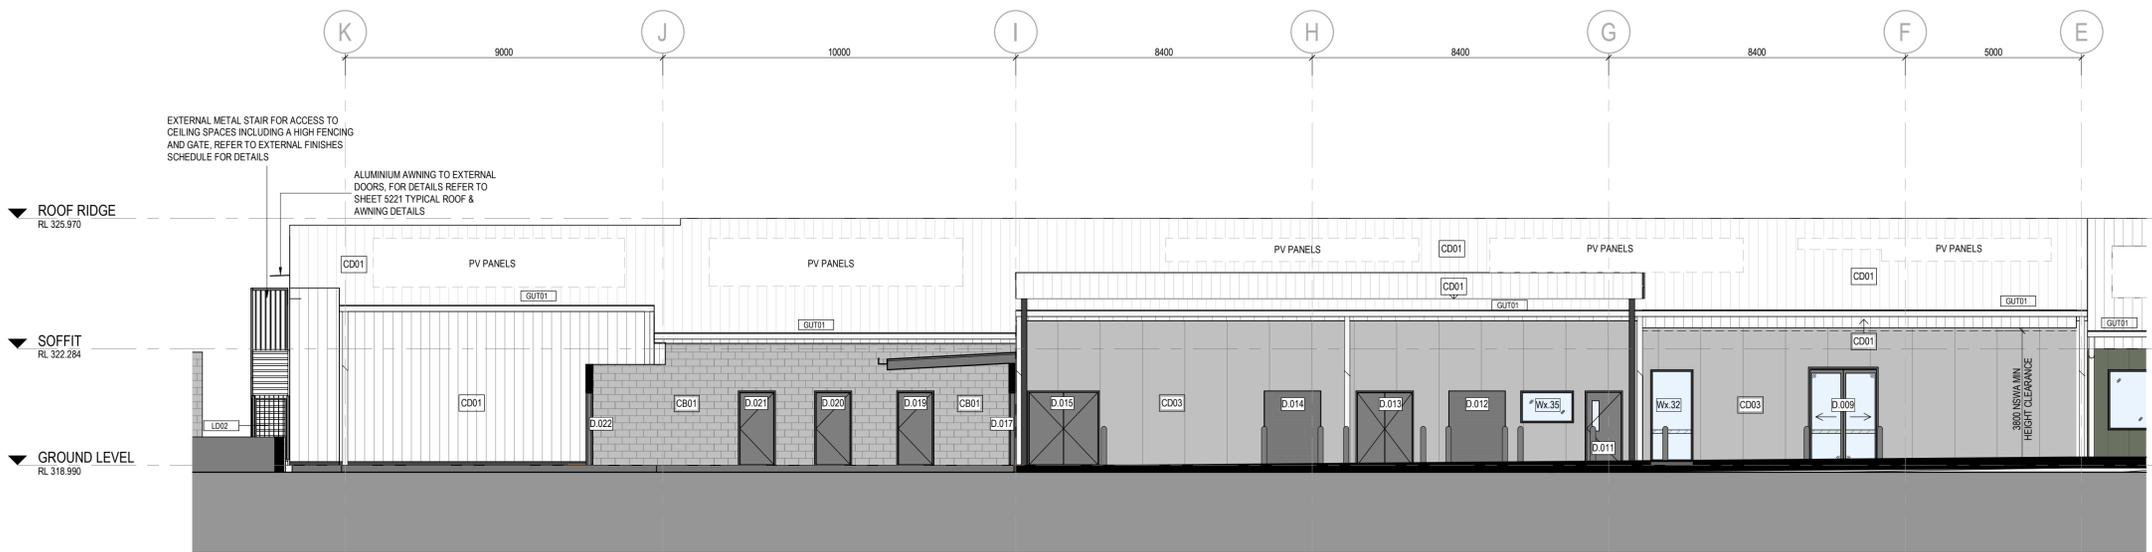 K J I H G F E
9000 10000 8400 8400 8400 5000
EXTERNAL METAL STAIR FOR ACCESS TO
CEILING SPACES INCLUDING A HIGH FENCING
AND GATE, REFER TO EXTERNAL FINISHES
SCHEDULE FOR DETAILS
ALUMINIUM AWNING TO EXTERNAL
DOORS, FOR DETAILS REFER TO
SHEET 5221 TYPICAL ROOF &
AWNING DETAILS
ROOF RIDGE
RL 325.970
CD01 PV PANELS PV PANELS PV PANELS CD01 PV PANELS PV PANELS
CD01 CD01
GUT01 GUT01 GUT01
GUT01 GUT01
SOFFIT
RL 322.284
CD01
CD01 CB01 D.021 D.020 D.019 CB01 D.015 CD03 D.014 D.013 D.012 Wx.35 Wx.32 CD03 D.009
3800 NSWA MIN
HEIGHT CLEARANCE
LD02 D.022 D.017
D.011
GROUND LEVEL
RL 318.990